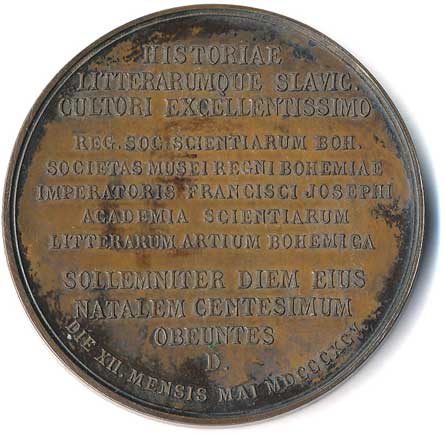 HISTORIAE
LITTERARUMQUE SLAVIC.
CULTORI EXCELLENTISSIMO
REG. SOC. SCIENTIARUM BOH.
SOCIETAS MUSEI REGNI BOHEMIAE
IMPERATORIS FRANCISCI JOSEPHI
ACADEMIA SCIENTIARUM
LITTERARUM ARTIUM BOHEMICA
SOLLEMNITER DIEM EIUS
NATALEM CENTESIMUM
OBEUNTES
D.
DIE XII. MENSIS MAI MDCCCXCV.